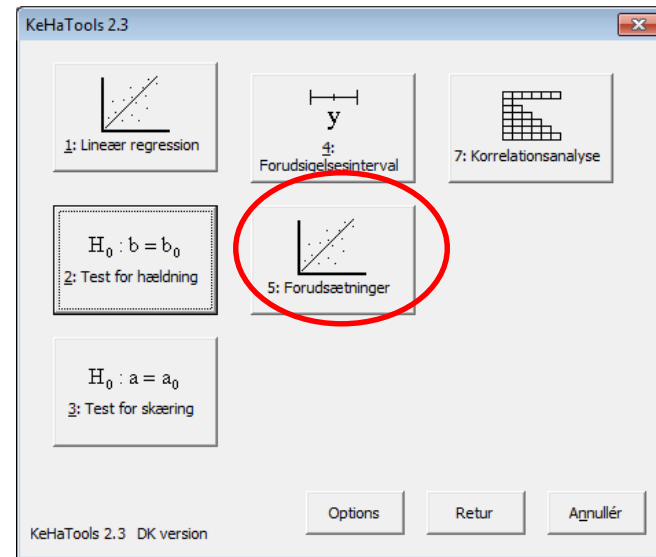 KeHaTools 2.3
1: Lineær regression
y
4:
Forudsigelsesinterval
7: Korrelationsanalyse
H₀ : b = b₀
2: Test for hældning
5: Forudsætninger
H₀ : a = a₀
3: Test for skæring
Options
Retur
Annullér
KeHaTools 2.3 DK version